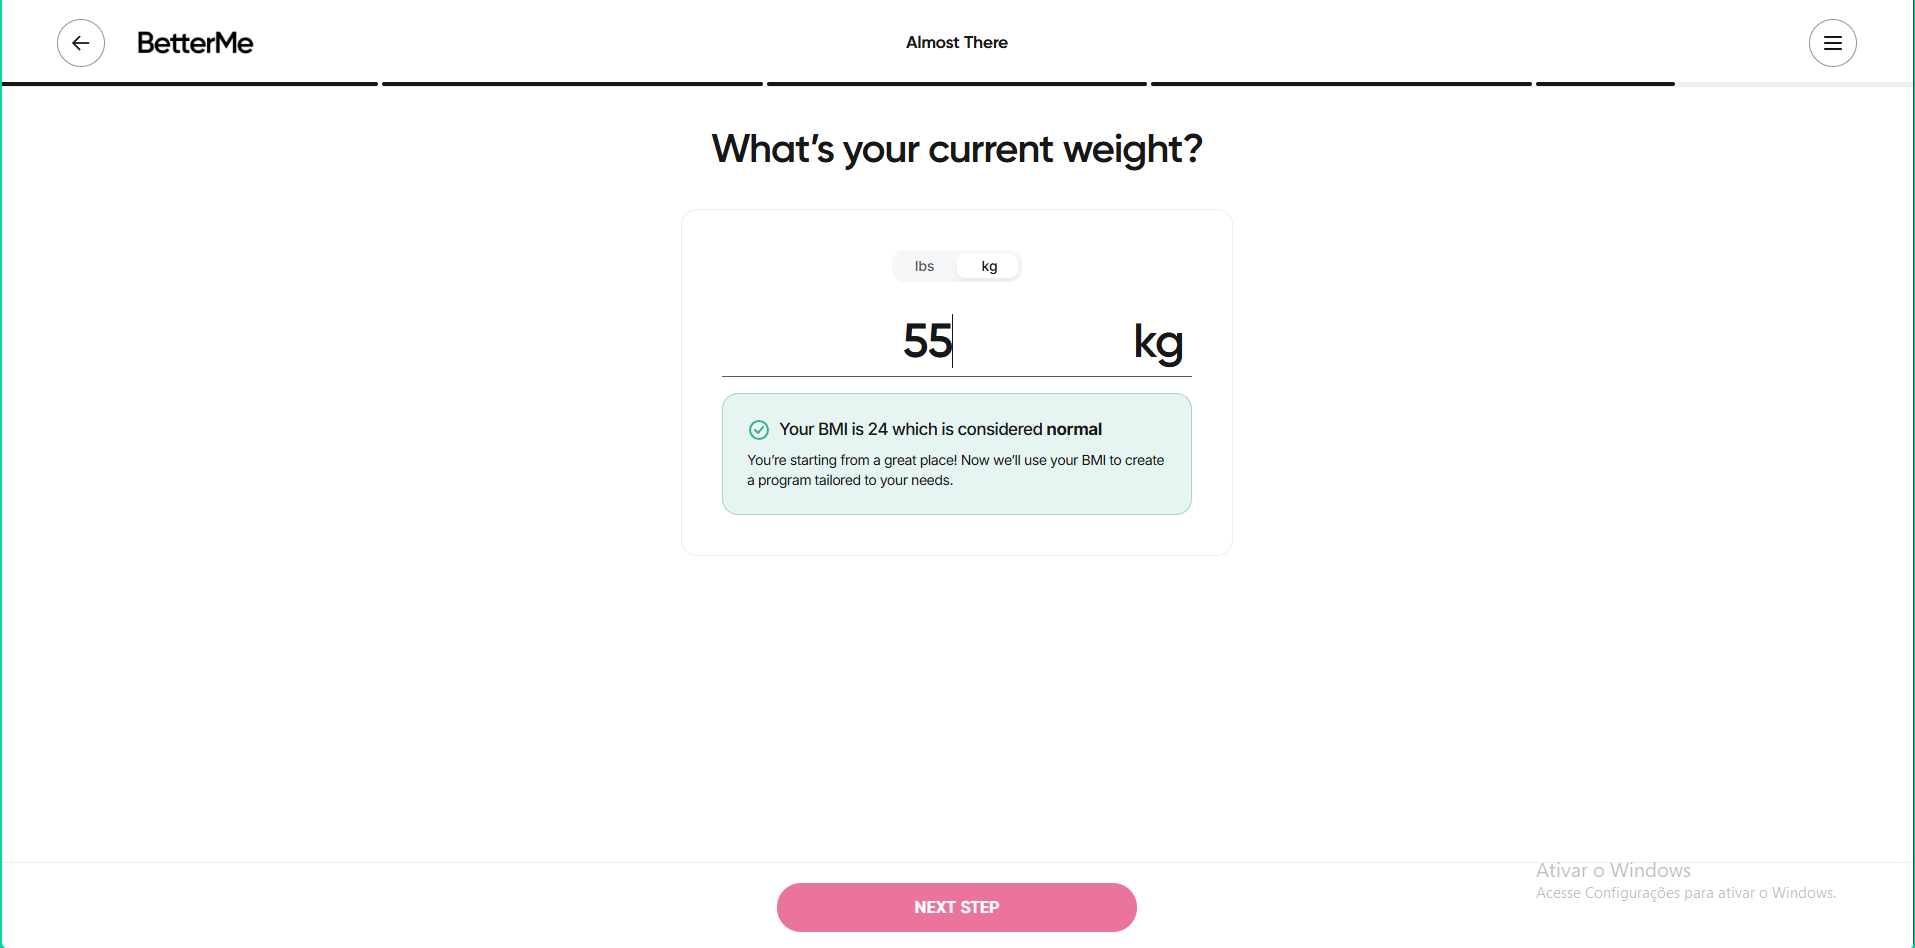 BetterMe
Almost There
What's your current weight?
lbs
kg
55
kg
Your BMI is 24 which is considered normal
You're starting from a great place! Now we'll use your BMI to create
a program tailored to your needs.
Ativar o Windows
Acesse Configurações para ativar o Windows.
NEXT STEP